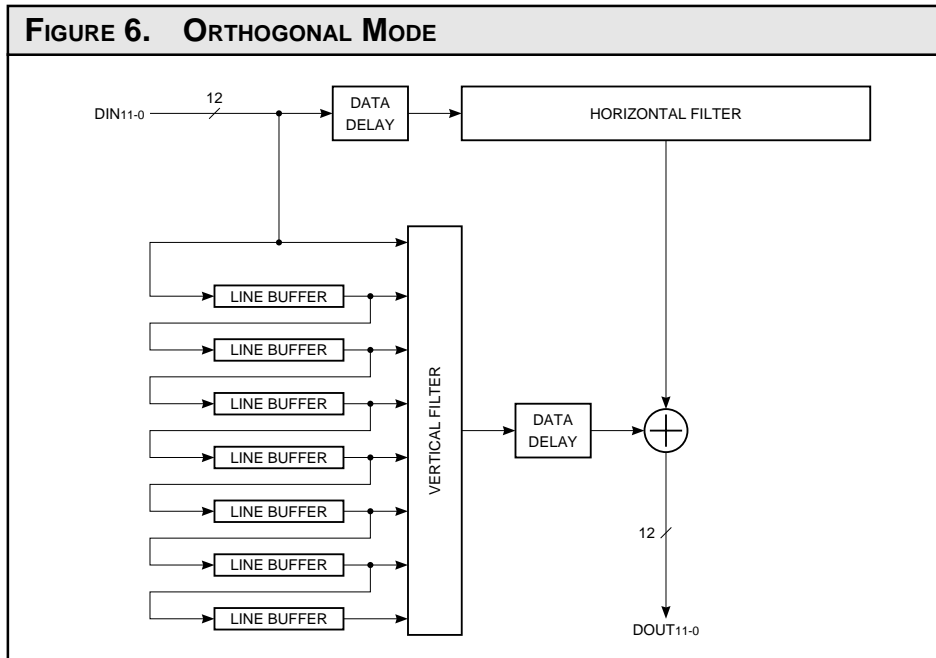 FIGURE 6. ORTHOGONAL MODE
DIN11-0
12
DATA
DELAY
HORIZONTAL FILTER
LINE BUFFER
LINE BUFFER
LINE BUFFER
LINE BUFFER
LINE BUFFER
LINE BUFFER
LINE BUFFER
VERTICAL FILTER
DATA
DELAY
12
DOUT11-0